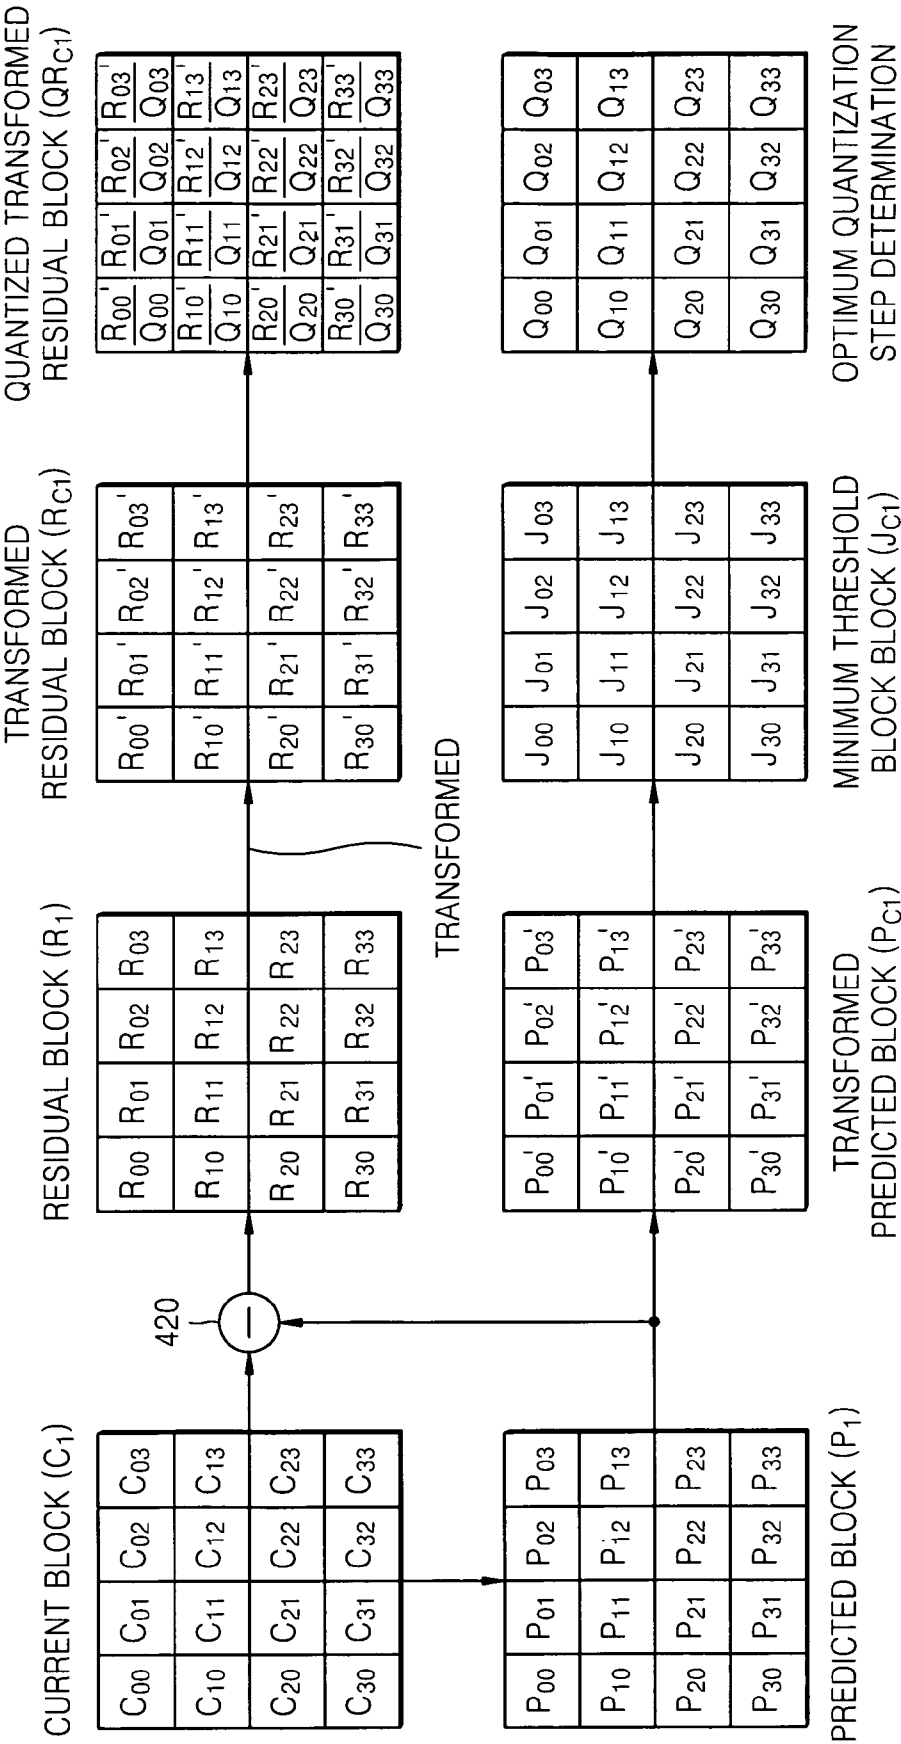 CURRENT BLOCK (C1)
C00 C01 C02 C03
C10 C11 C12 C13
C20 C21 C22 C23
C30 C31 C32 C33
420
−
RESIDUAL BLOCK (R1)
R00 R01 R02 R03
R10 R11 R12 R13
R20 R21 R22 R23
R30 R31 R32 R33
TRANSFORMED
TRANSFORMED
RESIDUAL BLOCK (RC1)
R00' R01' R02' R03'
R10' R11' R12' R13'
R20' R21' R22' R23'
R30' R31' R32' R33'
QUANTIZED TRANSFORMED
RESIDUAL BLOCK (QRC1)
R00' R01' R02' R03'
Q00 Q01 Q02 Q03
R10' R11' R12' R13'
Q10 Q11 Q12 Q13
R20' R21' R22' R23'
Q20 Q21 Q22 Q23
R30' R31' R32' R33'
Q30 Q31 Q32 Q33
P00 P01 P02 P03
P10 P11 P12 P13
P20 P21 P22 P23
P30 P31 P32 P33
PREDICTED BLOCK (P1)
P00' P01' P02' P03'
P10' P11' P12' P13'
P20' P21' P22' P23'
P30' P31' P32' P33'
TRANSFORMED
PREDICTED BLOCK (PC1)
J00 J01 J02 J03
J10 J11 J12 J13
J20 J21 J22 J23
J30 J31 J32 J33
MINIMUM THRESHOLD
BLOCK BLOCK (JC1)
Q00 Q01 Q02 Q03
Q10 Q11 Q12 Q13
Q20 Q21 Q22 Q23
Q30 Q31 Q32 Q33
OPTIMUM QUANTIZATION
STEP DETERMINATION